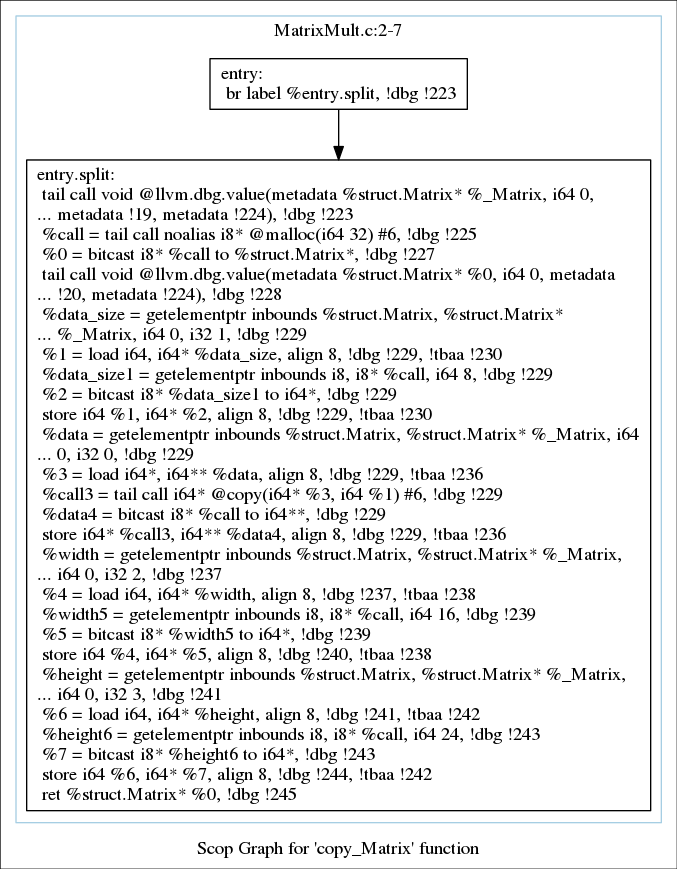 MatrixMult.c:2-7
entry:
br label %entry.split, !dbg !223
entry.split:
tail call void @llvm.dbg.value(metadata %struct.Matrix* %_Matrix, i64 0,
... metadata !19, metadata !224), !dbg !223
%call = tail call noalias i8* @malloc(i64 32) #6, !dbg !225
%0 = bitcast i8* %call to %struct.Matrix*, !dbg !227
tail call void @llvm.dbg.value(metadata %struct.Matrix* %0, i64 0, metadata
... !20, metadata !224), !dbg !228
%data_size = getelementptr inbounds %struct.Matrix, %struct.Matrix*
... %_Matrix, i64 0, i32 1, !dbg !229
%1 = load i64, i64* %data_size, align 8, !dbg !229, !tbaa !230
%data_size1 = getelementptr inbounds i8, i8* %call, i64 8, !dbg !229
%2 = bitcast i8* %data_size1 to i64*, !dbg !229
store i64 %1, i64* %2, align 8, !dbg !229, !tbaa !230
%data = getelementptr inbounds %struct.Matrix, %struct.Matrix* %_Matrix, i64
... 0, i32 0, !dbg !229
%3 = load i64*, i64** %data, align 8, !dbg !229, !tbaa !236
%call3 = tail call i64* @copy(i64* %3, i64 %1) #6, !dbg !229
%data4 = bitcast i8* %call to i64**, !dbg !229
store i64* %call3, i64** %data4, align 8, !dbg !229, !tbaa !236
%width = getelementptr inbounds %struct.Matrix, %struct.Matrix* %_Matrix,
... i64 0, i32 2, !dbg !237
%4 = load i64, i64* %width, align 8, !dbg !237, !tbaa !238
%width5 = getelementptr inbounds i8, i8* %call, i64 16, !dbg !239
%5 = bitcast i8* %width5 to i64*, !dbg !239
store i64 %4, i64* %5, align 8, !dbg !240, !tbaa !238
%height = getelementptr inbounds %struct.Matrix, %struct.Matrix* %_Matrix,
... i64 0, i32 3, !dbg !241
%6 = load i64, i64* %height, align 8, !dbg !241, !tbaa !242
%height6 = getelementptr inbounds i8, i8* %call, i64 24, !dbg !243
%7 = bitcast i8* %height6 to i64*, !dbg !243
store i64 %6, i64* %7, align 8, !dbg !244, !tbaa !242
ret %struct.Matrix* %0, !dbg !245
Scop Graph for 'copy_Matrix' function